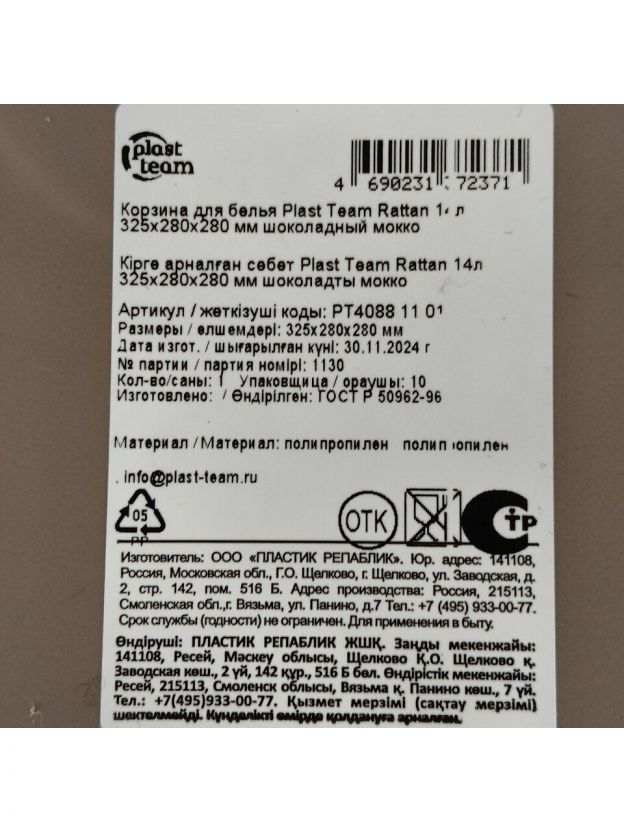 plast team
4 690231 72371
Корзина для белья Plast Team Rattan 14 л
325x280x280 мм шоколадный мокко
Кірге арналған себет Plast Team Rattan 14л
325x280x280 мм шоколадты мокко
Артикул / жеткізуші коды: PT4088 11 01
Размеры / өлшемдері: 325x280x280 мм
Дата изгот. / шығарылған күні: 30.11.2024 г
№ партии / партия номірі: 1130
Кол-во/саны: 1 Упаковщица / ораушы: 10
Изготовлено: / Өндірілген: ГОСТ Р 50962-96
Материал / Материал: полипропилен полипропилен
. info@plast-team.ru
05
PP
ОТК
СТР
Изготовитель: ООО «ПЛАСТИК РЕПАБЛИК». Юр. адрес: 141108,
Россия, Московская обл., Г.О. Щелково, г. Щелково, ул. Заводская, д.
2, стр. 142, пом. 516 Б. Адрес производства: Россия, 215113,
Смоленская обл.,г. Вязьма, ул. Панино, д.7 Тел.: +7 (495) 933-00-77.
Срок службы (годности) не ограничен. Для применения в быту.
Өндіруші: ПЛАСТИК РЕПАБЛИК ЖШҚ. Заңды мекенжайы:
141108, Ресей, Мәскеу облысы, Щелково Қ.О. Щелково қ.
Заводская көш., 2 үй, 142 құр., 516 Б бөл. Өндірістік мекенжайы:
Ресей, 215113, Смоленск облысы, Вязьма қ. Панино көш., 7 үй.
Тел.: +7(495)933-00-77. Қызмет мерзімі (сақтау мерзімі)
шектелмейді. Күнделікті өмірде қолдануға арналған.